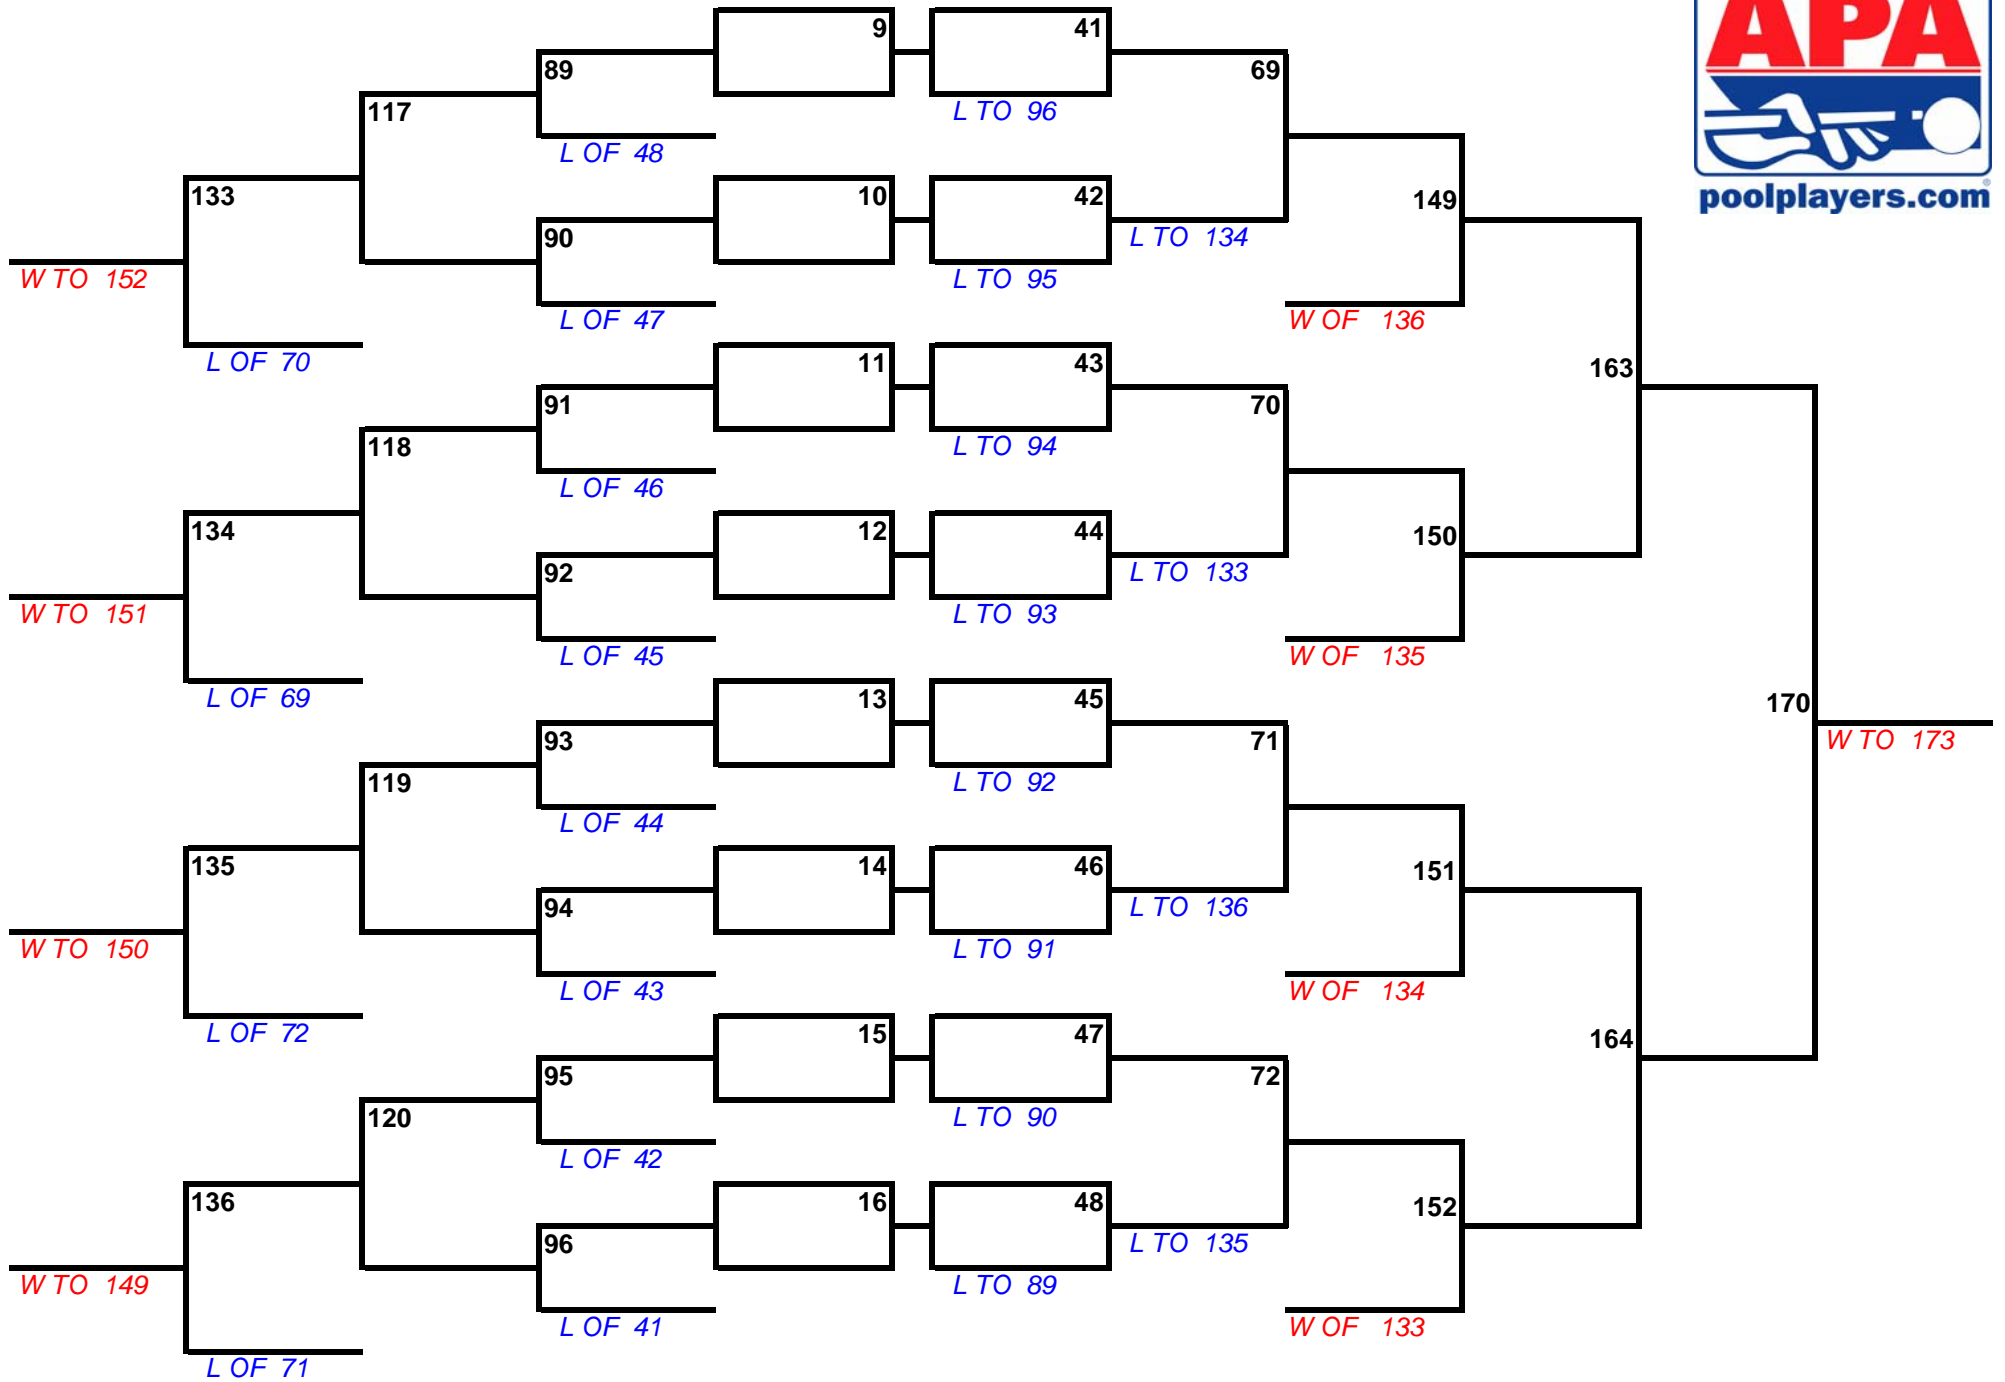 APA
poolplayers.com
9 41
89 69
117 L TO 96
L OF 48
133 10 42 149
90 L TO 134
W TO 152 L TO 95
L OF 47 W OF 136
L OF 70 11 43 163
91 70
118 L TO 94
L OF 46
134 12 44 150
92 L TO 133
W TO 151 L TO 93
L OF 45 W OF 135
L OF 69 13 45 170
93 71 W TO 173
119 L TO 92
L OF 44
135 14 46 151
94 L TO 136
W TO 150 L TO 91
L OF 43 W OF 134
L OF 72 15 47 164
95 72
120 L TO 90
L OF 42
136 16 48 152
96 L TO 135
W TO 149 L TO 89
L OF 41 W OF 133
L OF 71